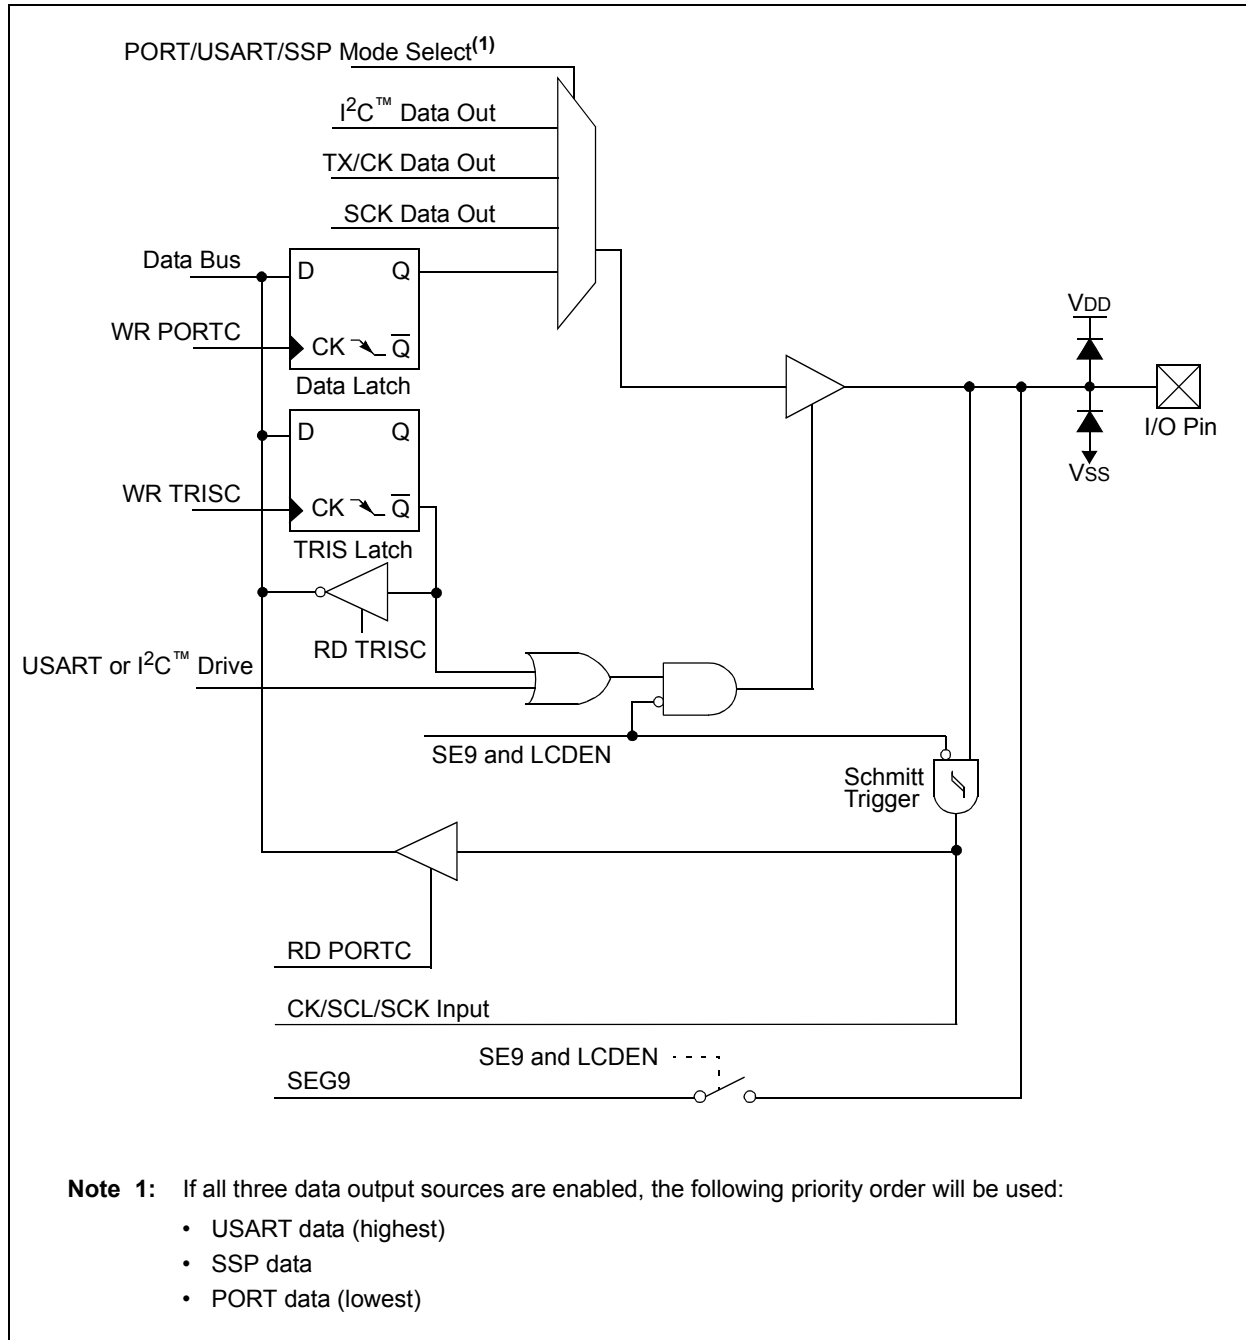 PORT/USART/SSP Mode Select(1)
I2C™ Data Out
TX/CK Data Out
SCK Data Out
Data Bus
D Q
WR PORTC
CK Q
Data Latch
VDD
I/O Pin
VSS
D Q
WR TRISC
CK Q
TRIS Latch
RD TRISC
USART or I2C™ Drive
SE9 and LCDEN
Schmitt
Trigger
RD PORTC
CK/SCL/SCK Input
SE9 and LCDEN
SEG9
Note 1: If all three data output sources are enabled, the following priority order will be used:
• USART data (highest)
• SSP data
• PORT data (lowest)